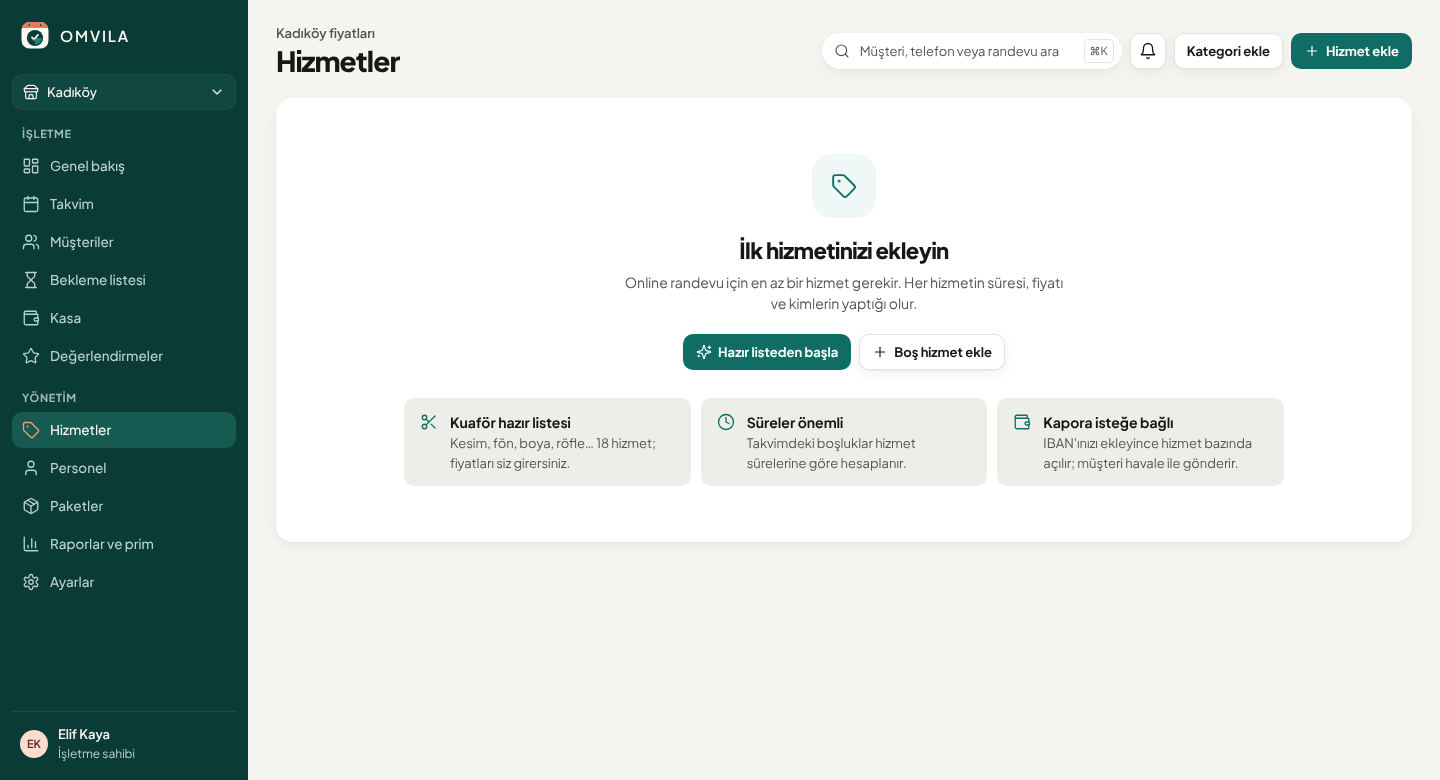 OMVILA
Kadıköy
İŞLETME
Genel bakış
Takvim
Müşteriler
Bekleme listesi
Kasa
Değerlendirmeler
YÖNETİM
Hizmetler
Personel
Paketler
Raporlar ve prim
Ayarlar
EK
Elif Kaya
İşletme sahibi
Kadıköy fiyatları
Hizmetler
Müşteri, telefon veya randevu ara
⌘K
Kategori ekle
Hizmet ekle
İlk hizmetinizi ekleyin
Online randevu için en az bir hizmet gerekir. Her hizmetin süresi, fiyatı
ve kimlerin yaptığı olur.
Hazır listeden başla
Boş hizmet ekle
Kuaför hazır listesi
Kesim, fön, boya, röfle… 18 hizmet;
fiyatları siz girersiniz.
Süreler önemli
Takvimdeki boşluklar hizmet
sürelerine göre hesaplanır.
Kapora isteğe bağlı
IBAN'ınızı ekleyince hizmet bazında
açılır; müşteri havale ile gönderir.